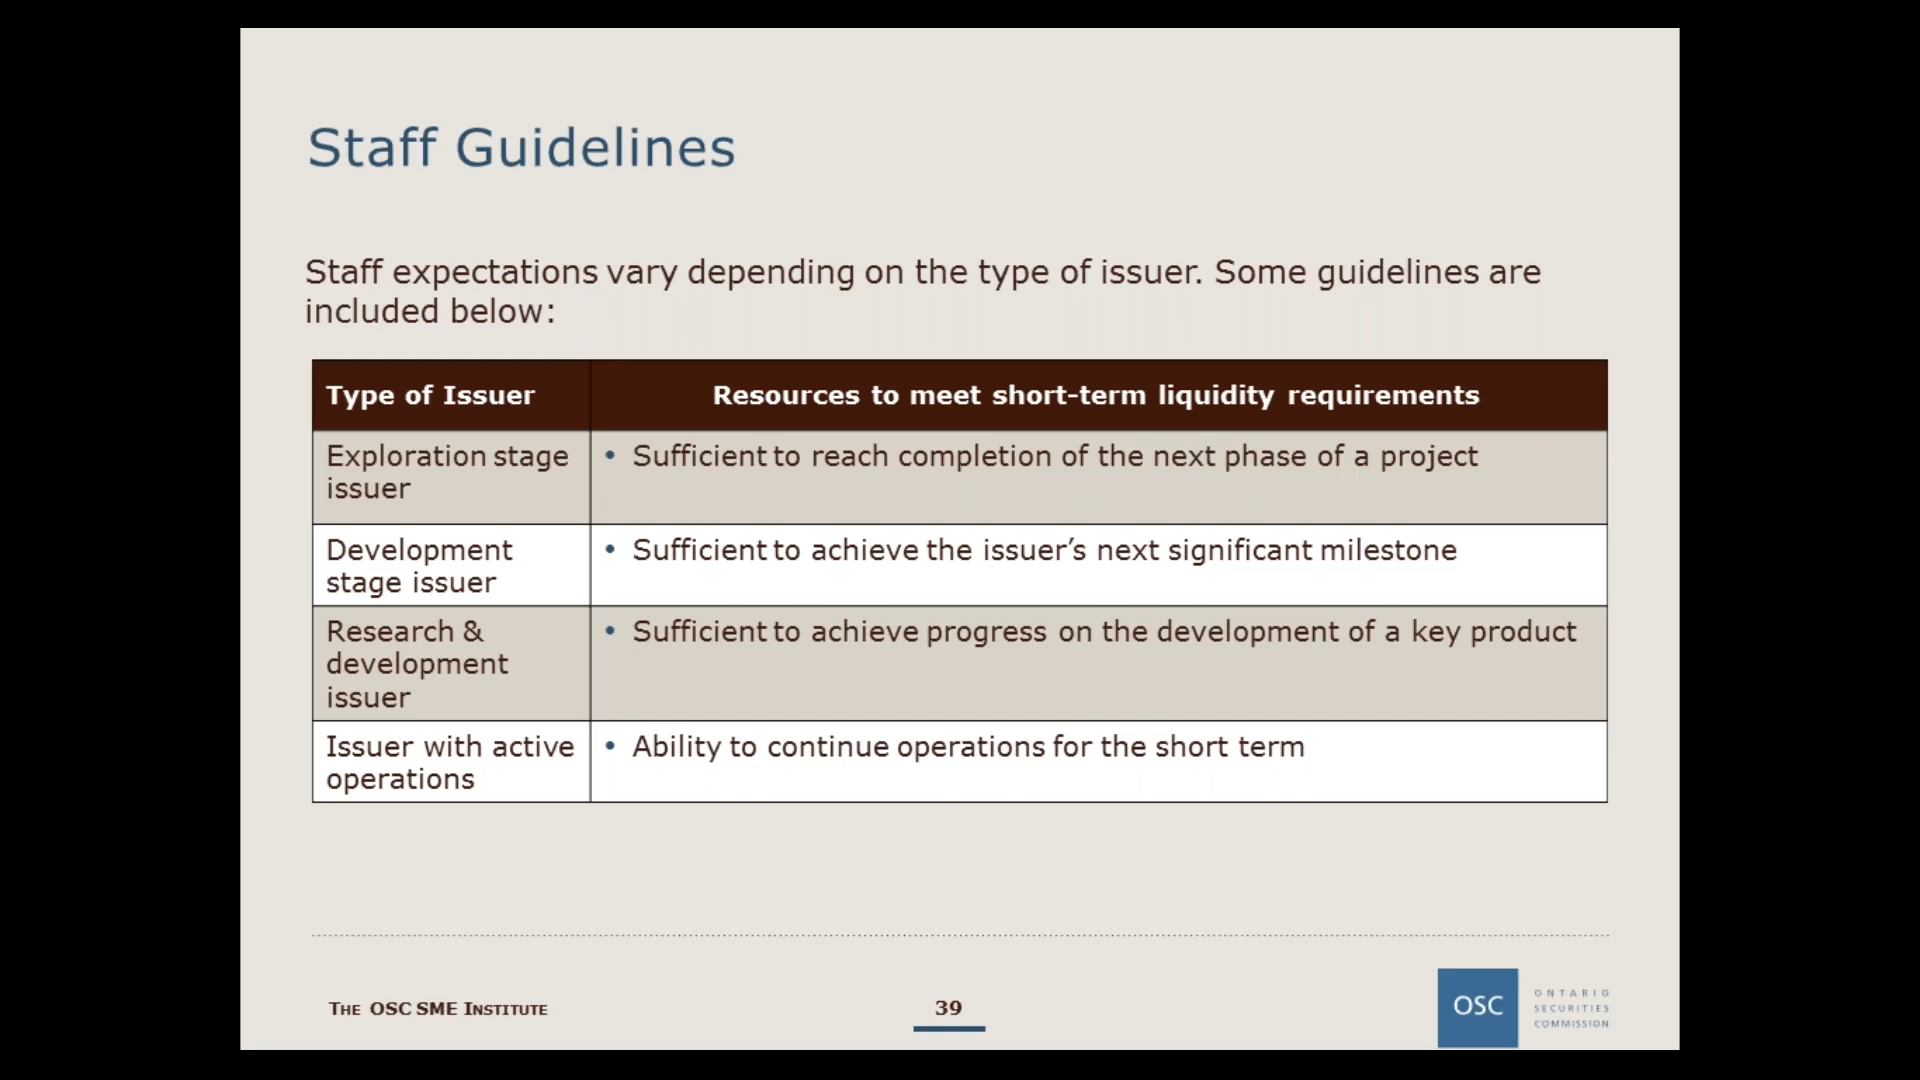 Staff Guidelines
Staff expectations vary depending on the type of issuer. Some guidelines are
included below:
Type of Issuer
Resources to meet short-term liquidity requirements
Exploration stage
issuer
• Sufficient to reach completion of the next phase of a project
Development
stage issuer
• Sufficient to achieve the issuer’s next significant milestone
Research &
development
issuer
• Sufficient to achieve progress on the development of a key product
Issuer with active
operations
• Ability to continue operations for the short term
THE OSC SME INSTITUTE
39
OSC
ONTARIO
SECURITIES
COMMISSION